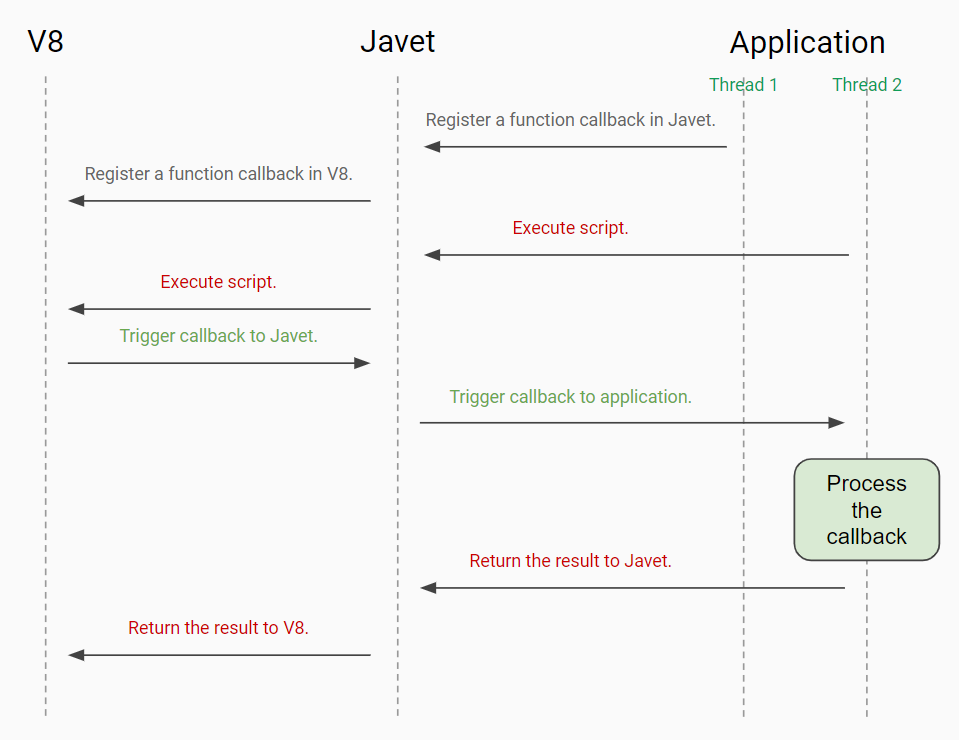 V8
Javet
Application
Thread 1
Thread 2
Register a function callback in Javet.
Register a function callback in V8.
Execute script.
Execute script.
Trigger callback to Javet.
Trigger callback to application.
Process
the
callback
Return the result to Javet.
Return the result to V8.